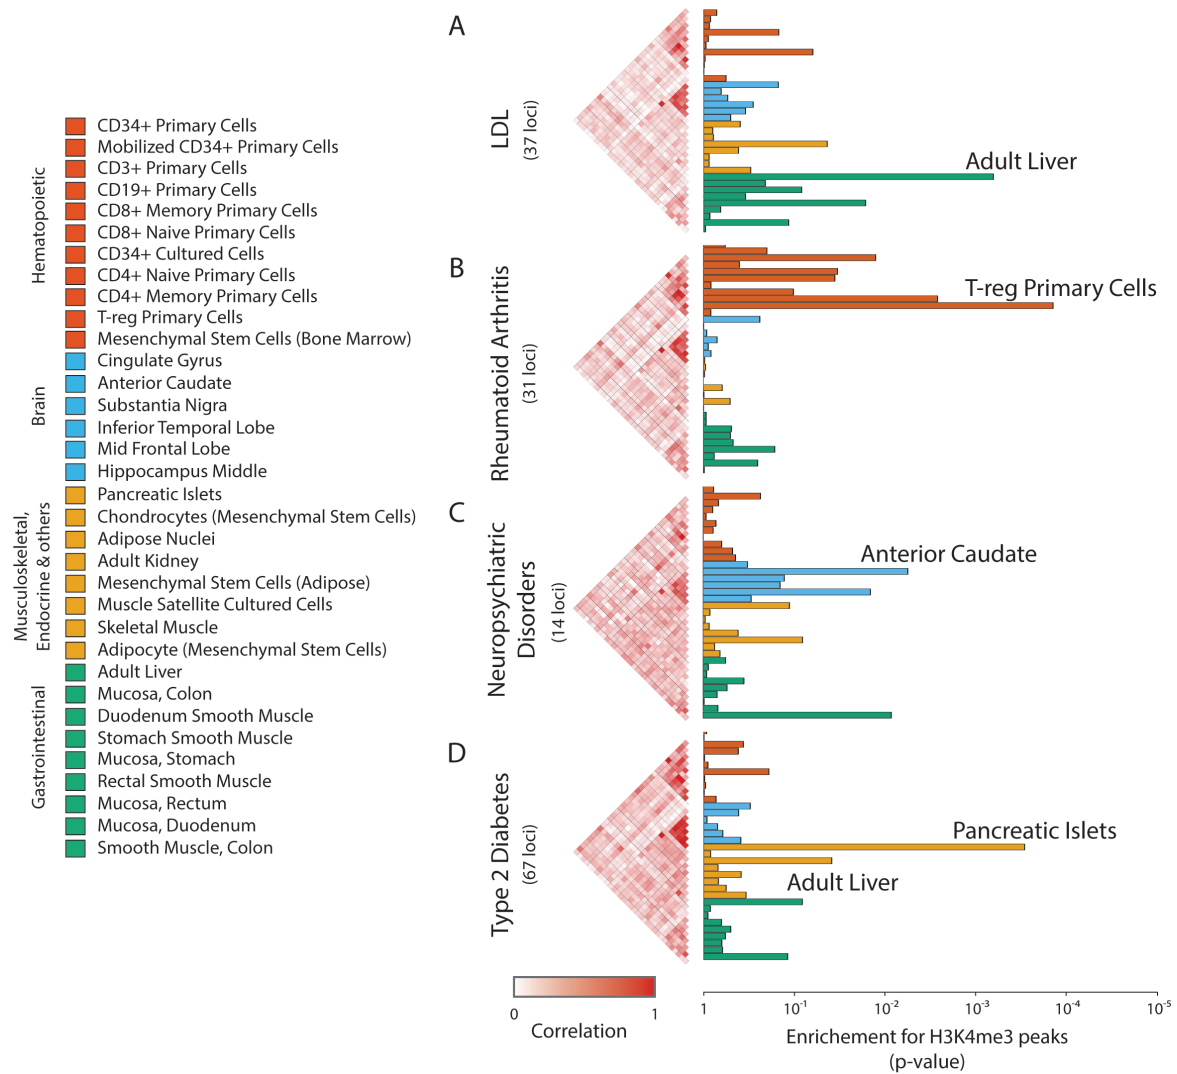 Hematopoietic
CD34+ Primary Cells
Mobilized CD34+ Primary Cells
CD3+ Primary Cells
CD19+ Primary Cells
CD8+ Memory Primary Cells
CD8+ Naive Primary Cells
CD34+ Cultured Cells
CD4+ Naive Primary Cells
CD4+ Memory Primary Cells
T-reg Primary Cells
Mesenchymal Stem Cells (Bone Marrow)
Brain
Cingulate Gyrus
Anterior Caudate
Substantia Nigra
Inferior Temporal Lobe
Mid Frontal Lobe
Hippocampus Middle
Musculoskeletal,
Endocrine & others
Pancreatic Islets
Chondrocytes (Mesenchymal Stem Cells)
Adipose Nuclei
Adult Kidney
Mesenchymal Stem Cells (Adipose)
Muscle Satellite Cultured Cells
Skeletal Muscle
Adipocyte (Mesenchymal Stem Cells)
Gastrointestinal
Adult Liver
Mucosa, Colon
Duodenum Smooth Muscle
Stomach Smooth Muscle
Mucosa, Stomach
Rectal Smooth Muscle
Mucosa, Rectum
Mucosa, Duodenum
Smooth Muscle, Colon
A
LDL
(37 loci)
Adult Liver
B
Rheumatoid Arthritis
(31 loci)
T-reg Primary Cells
C
Neuropsychiatric
Disorders
(14 loci)
Anterior Caudate
D
Type 2 Diabetes
(67 loci)
Pancreatic Islets
Adult Liver
0 1
Correlation
1 10-1 10-2 10-3 10-4 10-5
Enrichement for H3K4me3 peaks
(p-value)